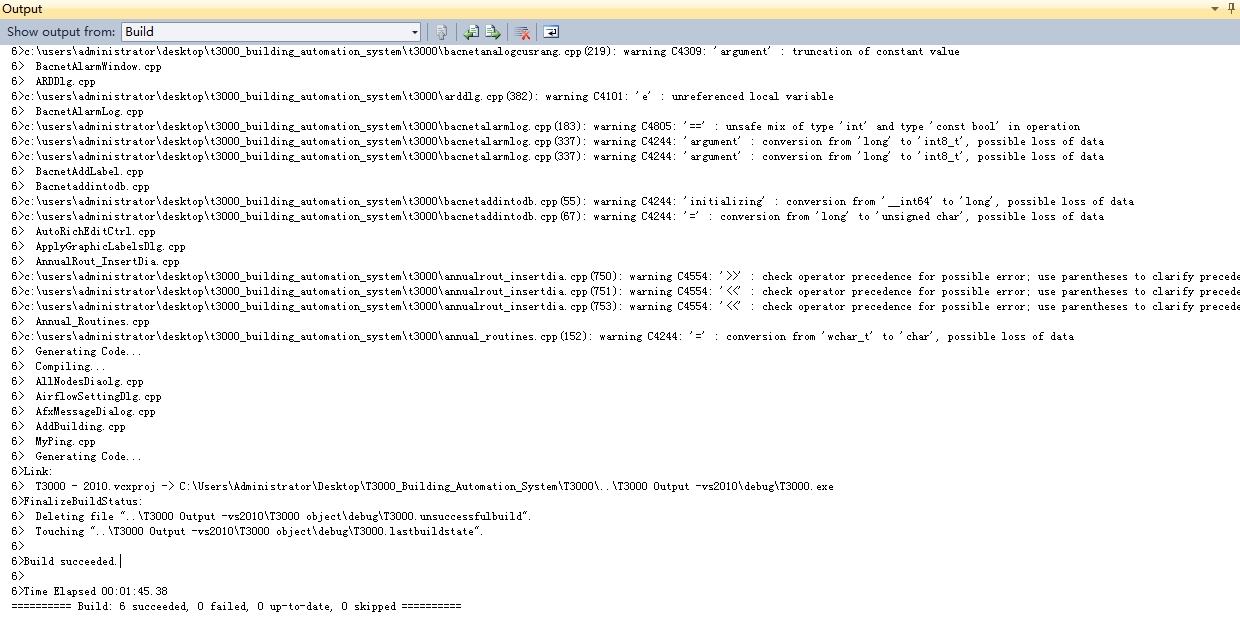 Output
Show output from: Build
6>c:\users\administrator\desktop\t3000_building_automation_system\t3000\bacnetanalogcusrang.cpp(219): warning C4309: 'argument' : truncation of constant value
6>  BacnetAlarmWindow.cpp
6>  ARDDlg.cpp
6>c:\users\administrator\desktop\t3000_building_automation_system\t3000\arddlg.cpp(382): warning C4101: 'e' : unreferenced local variable
6>  BacnetAlarmLog.cpp
6>c:\users\administrator\desktop\t3000_building_automation_system\t3000\bacnetalarmlog.cpp(183): warning C4805: '==' : unsafe mix of type 'int' and type 'const bool' in operation
6>c:\users\administrator\desktop\t3000_building_automation_system\t3000\bacnetalarmlog.cpp(337): warning C4244: 'argument' : conversion from 'long' to 'int8_t', possible loss of data
6>c:\users\administrator\desktop\t3000_building_automation_system\t3000\bacnetalarmlog.cpp(337): warning C4244: 'argument' : conversion from 'long' to 'int8_t', possible loss of data
6>  BacnetAddLabel.cpp
6>  Bacnetaddintodb.cpp
6>c:\users\administrator\desktop\t3000_building_automation_system\t3000\bacnetaddintodb.cpp(55): warning C4244: 'initializing' : conversion from '__int64' to 'long', possible loss of data
6>c:\users\administrator\desktop\t3000_building_automation_system\t3000\bacnetaddintodb.cpp(67): warning C4244: '=' : conversion from 'long' to 'unsigned char', possible loss of data
6>  AutoRichEditCtrl.cpp
6>  ApplyGraphicLabelsDlg.cpp
6>  AnnualRout_InsertDia.cpp
6>c:\users\administrator\desktop\t3000_building_automation_system\t3000\annualrout_insertdia.cpp(750): warning C4554: '>>' : check operator precedence for possible error; use parentheses to clarify precede
6>c:\users\administrator\desktop\t3000_building_automation_system\t3000\annualrout_insertdia.cpp(751): warning C4554: '<<' : check operator precedence for possible error; use parentheses to clarify precede
6>c:\users\administrator\desktop\t3000_building_automation_system\t3000\annualrout_insertdia.cpp(753): warning C4554: '<<' : check operator precedence for possible error; use parentheses to clarify precede
6>  Annual_Routines.cpp
6>c:\users\administrator\desktop\t3000_building_automation_system\t3000\annual_routines.cpp(152): warning C4244: '=' : conversion from 'wchar_t' to 'char', possible loss of data
6>  Generating Code...
6>  Compiling...
6>  AllNodesDiaolg.cpp
6>  AirflowSettingDlg.cpp
6>  AfxMessageDialog.cpp
6>  AddBuilding.cpp
6>  MyPing.cpp
6>  Generating Code...
6>Link:
6>  T3000 - 2010.vcxproj -> C:\Users\Administrator\Desktop\T3000_Building_Automation_System\T3000\..\T3000 Output -vs2010\debug\T3000.exe
6>FinalizeBuildStatus:
6>  Deleting file "..\T3000 Output -vs2010\T3000 object\debug\T3000.unsuccessfulbuild".
6>  Touching "..\T3000 Output -vs2010\T3000 object\debug\T3000.lastbuildstate".
6>
6>Build succeeded.
6>
6>Time Elapsed 00:01:45.38
========== Build: 6 succeeded, 0 failed, 0 up-to-date, 0 skipped ==========